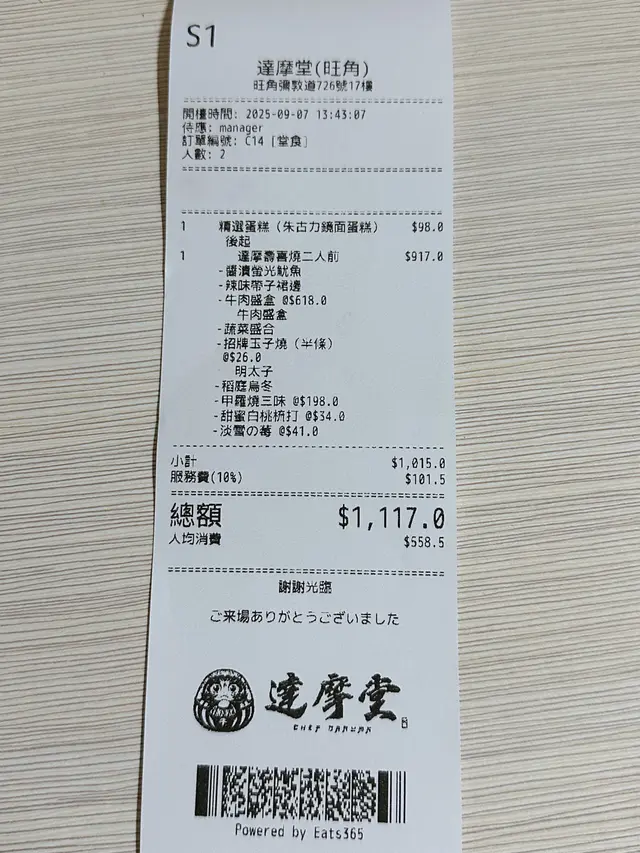 S1
達摩堂(旺角)
旺角彌敦道726號17樓
開檯時間: 2025-09-07 13:43:07
侍應: manager
訂單編號: C14 [堂食]
人數: 2
1 精選蛋糕（朱古力鏡面蛋糕） $98.0
後起
1 達摩壽喜燒二人前 $917.0
-醬漬螢光魷魚
-辣味帶子裙邊
-牛肉盛盒 @$618.0
牛肉盛盒
-蔬菜盛合
-招牌玉子燒（半條）
@$26.0
明太子
-稻庭烏冬
-甲羅燒三味 @$198.0
-甜蜜白桃梳打 @$34.0
-淡雪の莓 @$41.0
小計 $1,015.0
服務費(10%) $101.5
總額 $1,117.0
人均消費 $558.5
謝謝光臨
ご来場ありがとうございました
達摩堂
CHEF DARUMA
Powered by Eats365